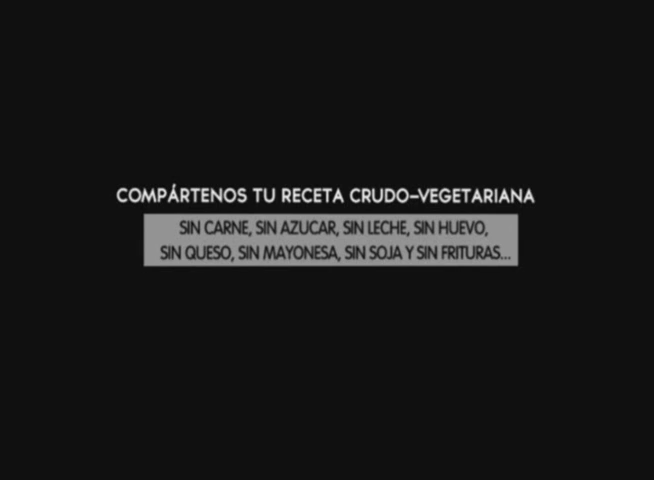 COMPÁRTENOS TU RECETA CRUDO-VEGETARIANA
SIN CARNE, SIN AZUCAR, SIN LECHE, SIN HUEVO,
SIN QUESO, SIN MAYONESA, SIN SOJA Y SIN FRITURAS...